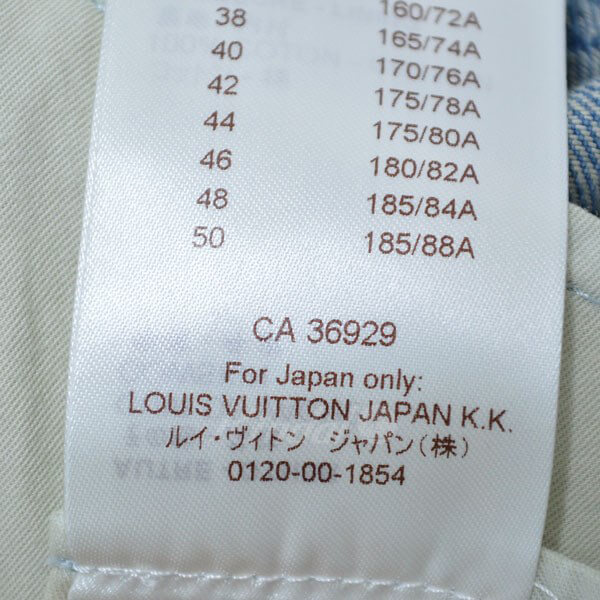 38 160/72A
40 165/74A
42 170/76A
44 175/78A
46 175/80A
48 180/82A
50 185/84A
185/88A
CA 36929
For Japan only:
LOUIS VUITTON JAPAN K.K.
ルイ・ヴィトン ジャパン(株)
0120-00-1854